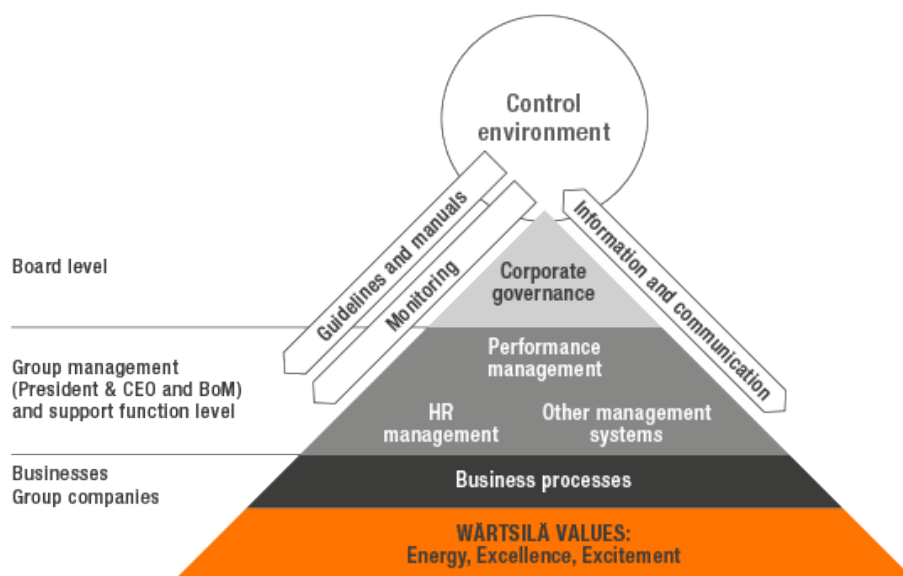 Control
environment
Guidelines and manuals
Monitoring
Information and communication
Board level
Corporate
governance
Group management
(President & CEO and BoM)
and support function level
Performance
management
HR
management
Other management
systems
Businesses
Group companies
Business processes
WÄRTSILÄ VALUES:
Energy, Excellence, Excitement